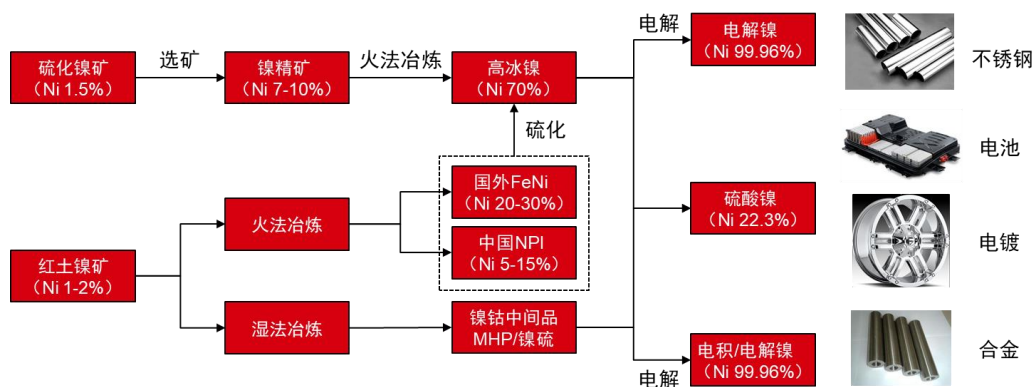 电解
电解镍
(Ni 99.96%)
不锈钢
选矿
火法冶炼
硫化镍矿
(Ni 1.5%)
镍精矿
(Ni 7-10%)
高冰镍
(Ni 70%)
硫化
电池
国外FeNi
(Ni 20-30%)
硫酸镍
(Ni 22.3%)
火法冶炼
中国NPI
(Ni 5-15%)
电镀
红土镍矿
(Ni 1-2%)
湿法冶炼
镍钴中间品
MHP/镍硫
电积/电解镍
(Ni 99.96%)
合金
电解